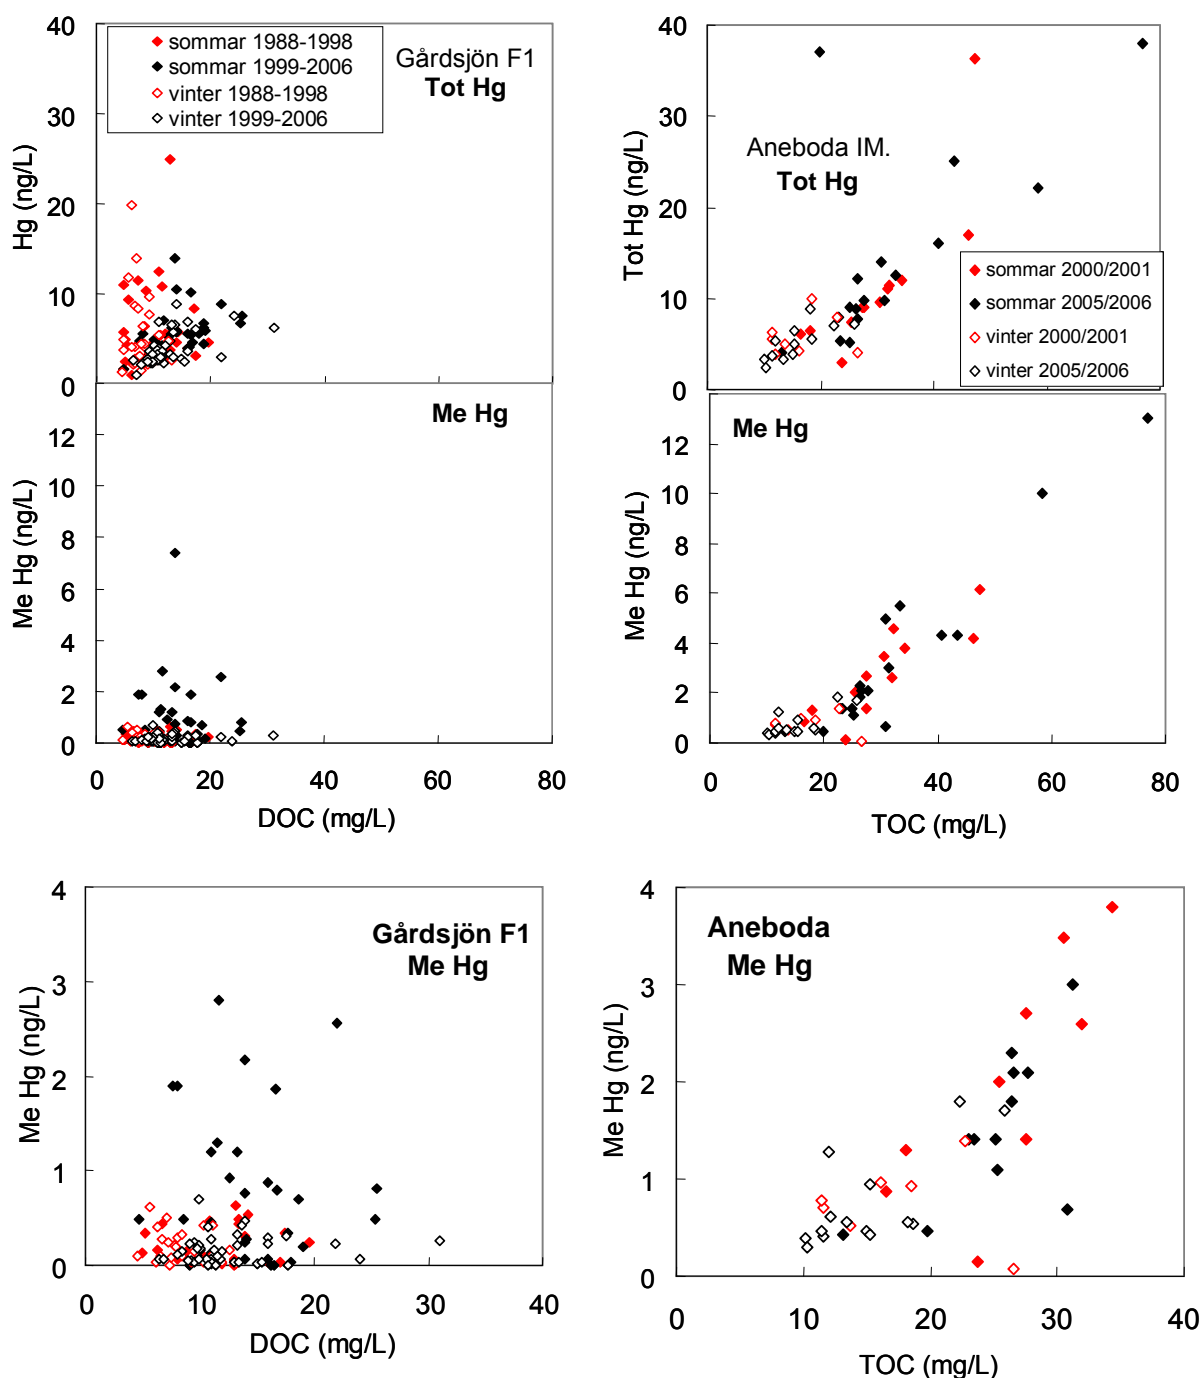 40
30
20
10
0
Hg (ng/L)
sommar 1988-1998
sommar 1999-2006
vinter 1988-1998
vinter 1999-2006
Gårdsjön F1
Tot Hg
40
30
20
10
0
Tot Hg (ng/L)
Aneboda IM.
Tot Hg
sommar 2000/2001
sommar 2005/2006
vinter 2000/2001
vinter 2005/2006
Me Hg
12
10
8
6
4
2
0
Me Hg (ng/L)
0 20 40 60 80
DOC (mg/L)
Me Hg
12
10
8
6
4
2
0
Me Hg (ng/L)
0 20 40 60 80
TOC (mg/L)
4
3
2
1
0
Me Hg (ng/L)
Gårdsjön F1
Me Hg
0 10 20 30 40
DOC (mg/L)
4
3
2
1
0
Me Hg (ng/L)
Aneboda
Me Hg
0 10 20 30 40
TOC (mg/L)